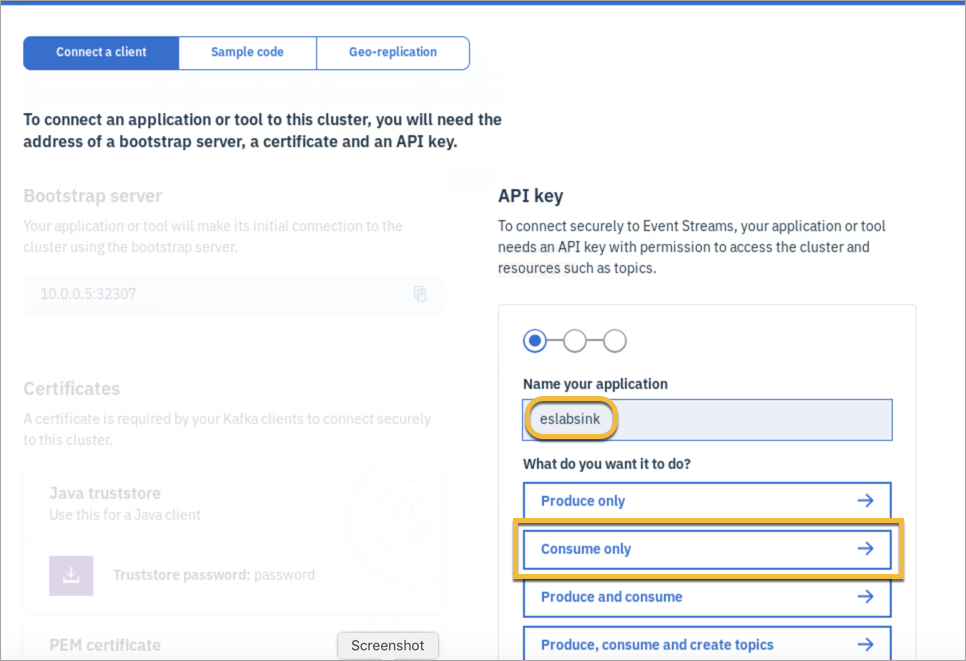 Connect a client
Sample code
Geo-replication
To connect an application or tool to this cluster, you will need the
address of a bootstrap server, a certificate and an API key.
Bootstrap server
Your application or tool will make its initial connection to the
cluster using the bootstrap server.
10.0.0.5:32307
Certificates
A certificate is required by your Kafka clients to connect securely
to this cluster.
Java truststore
Use this for a Java client
Truststore password: password
PEM certificate
Screenshot
API key
To connect securely to Event Streams, your application or tool
needs an API key with permission to access the cluster and
resources such as topics.
Name your application
eslabsink
What do you want it to do?
Produce only
Consume only
Produce and consume
Produce, consume and create topics